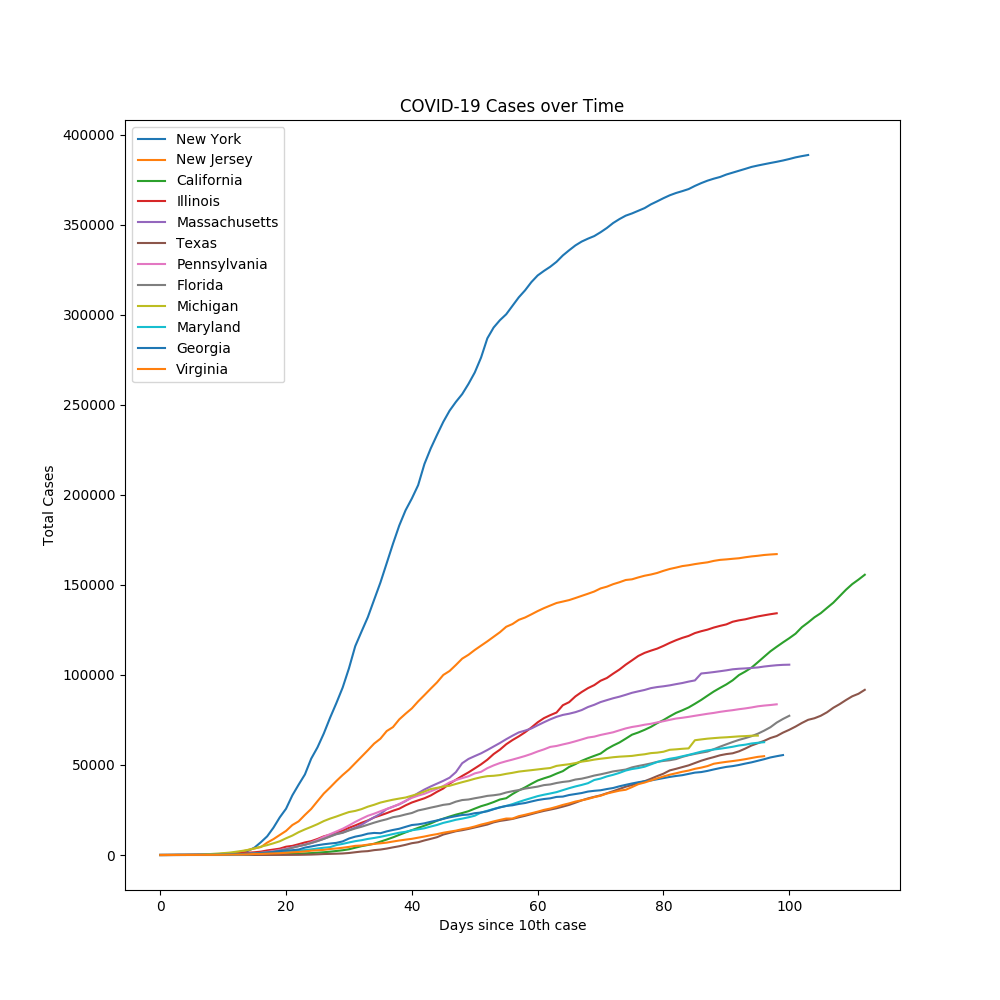 COVID-19 Cases over Time
400000
350000
300000
250000
200000
150000
100000
50000
0
Total Cases
New York
New Jersey
California
Illinois
Massachusetts
Texas
Pennsylvania
Florida
Michigan
Maryland
Georgia
Virginia
0 20 40 60 80 100
Days since 10th case